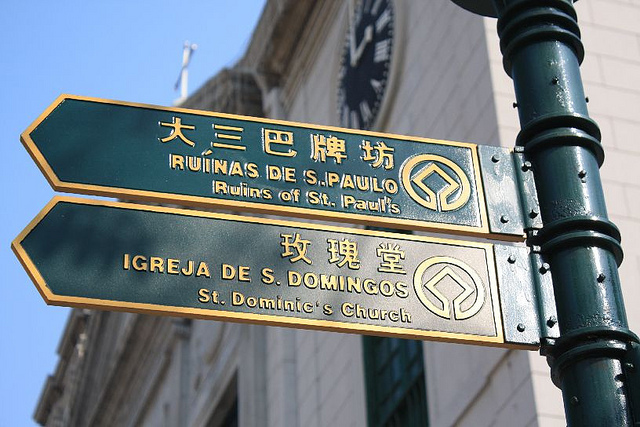 大三巴牌坊
RUÍNAS DE S. PAULO
Ruins of St. Paul's
玫瑰堂
IGREJA DE S. DOMINGOS
St. Dominic's Church